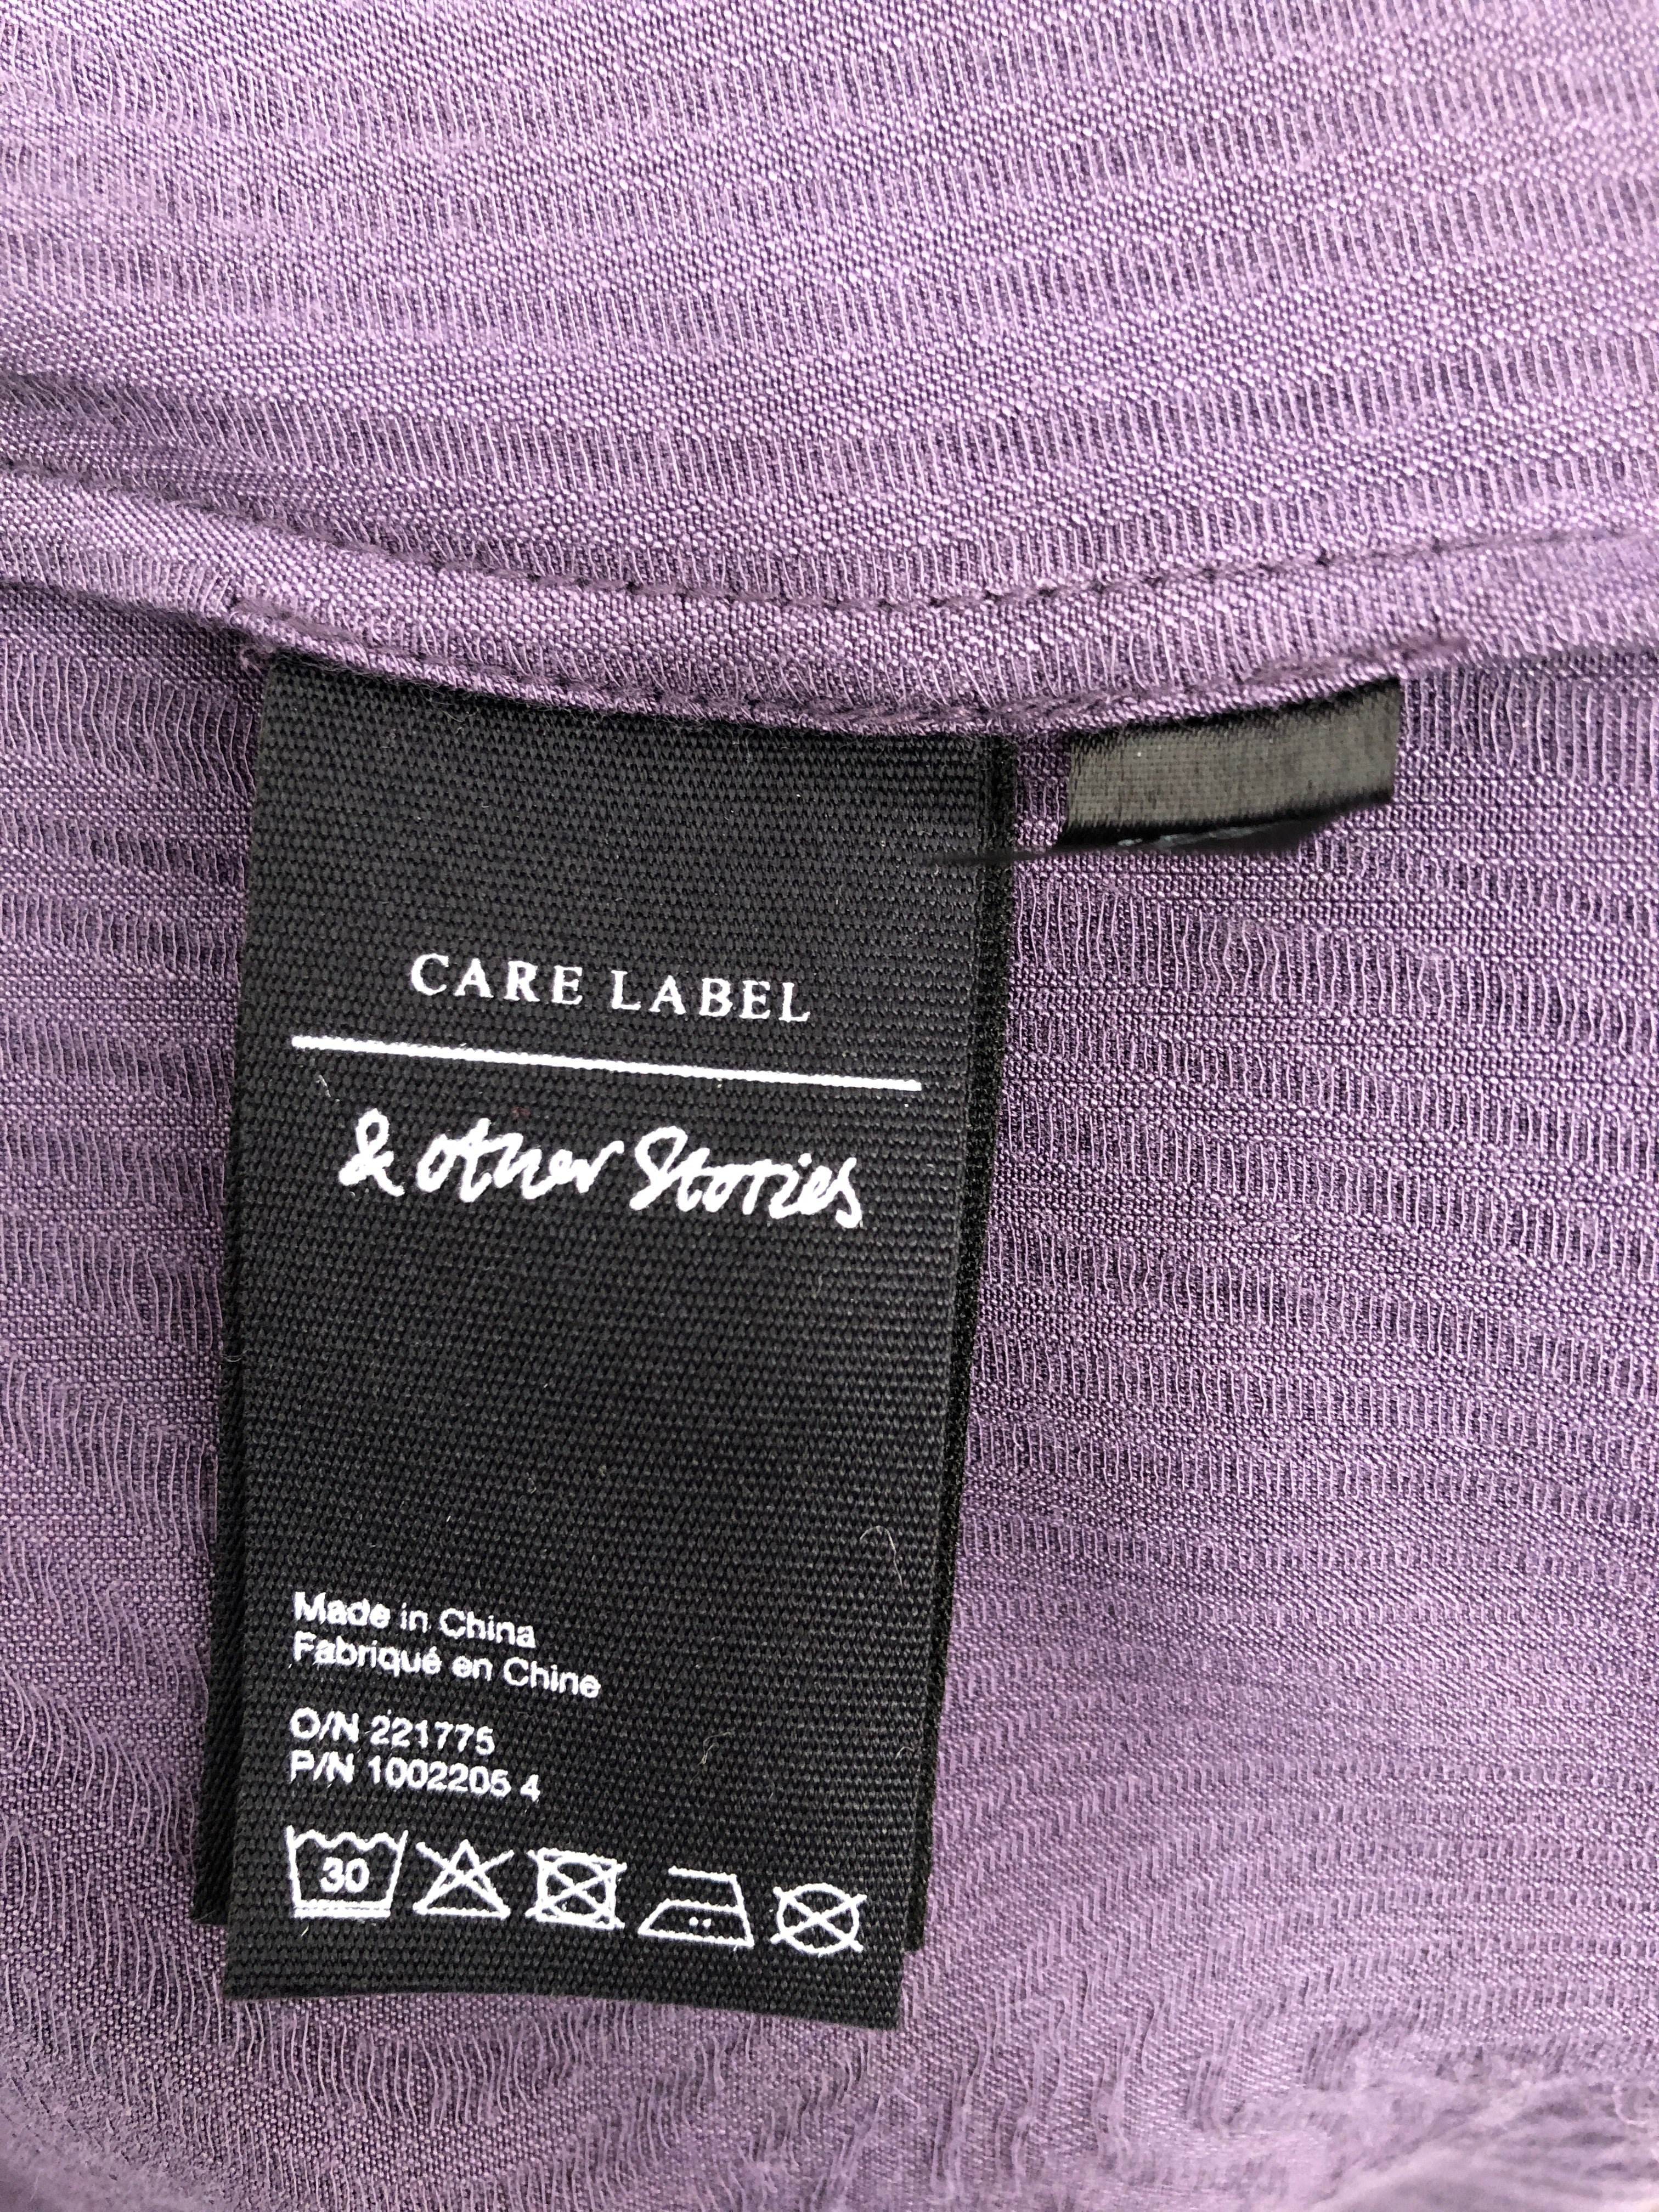 CARE LABEL
& other Stories
Made in China
Fabriqué en Chine
O/N 221775
P/N 1002205 4
30